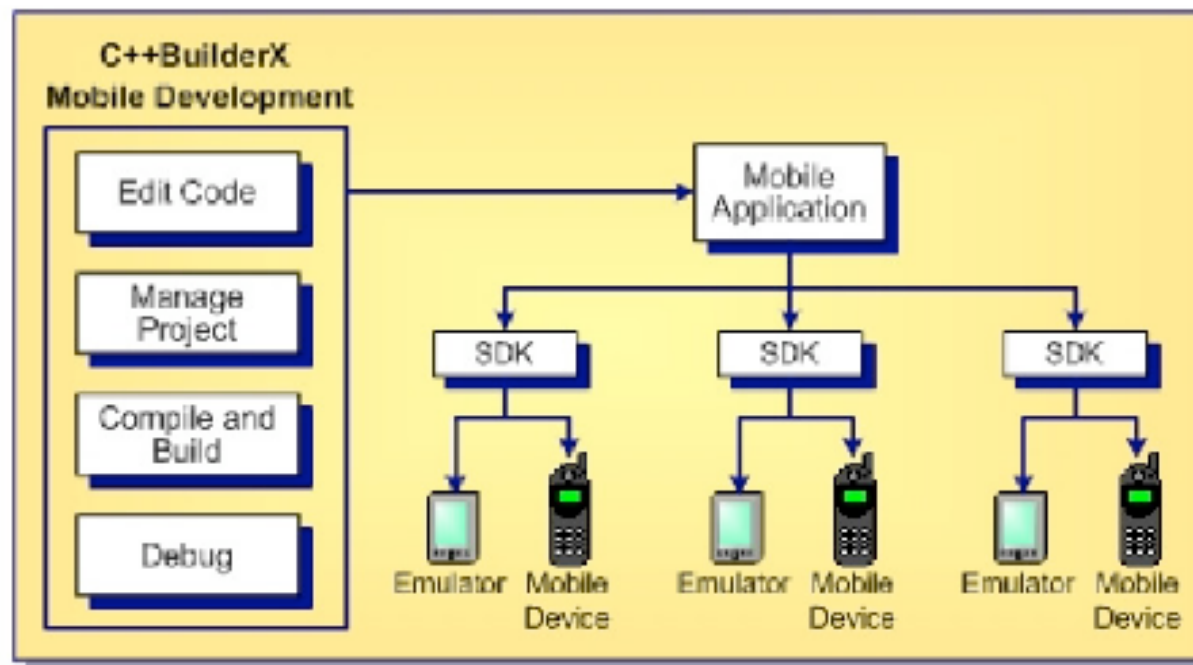 C++BuilderX
Mobile Development
Edit Code
Manage
Project
Compile and
Build
Debug
Mobile
Application
SDK
SDK
SDK
Emulator
Mobile
Device
Emulator
Mobile
Device
Emulator
Mobile
Device